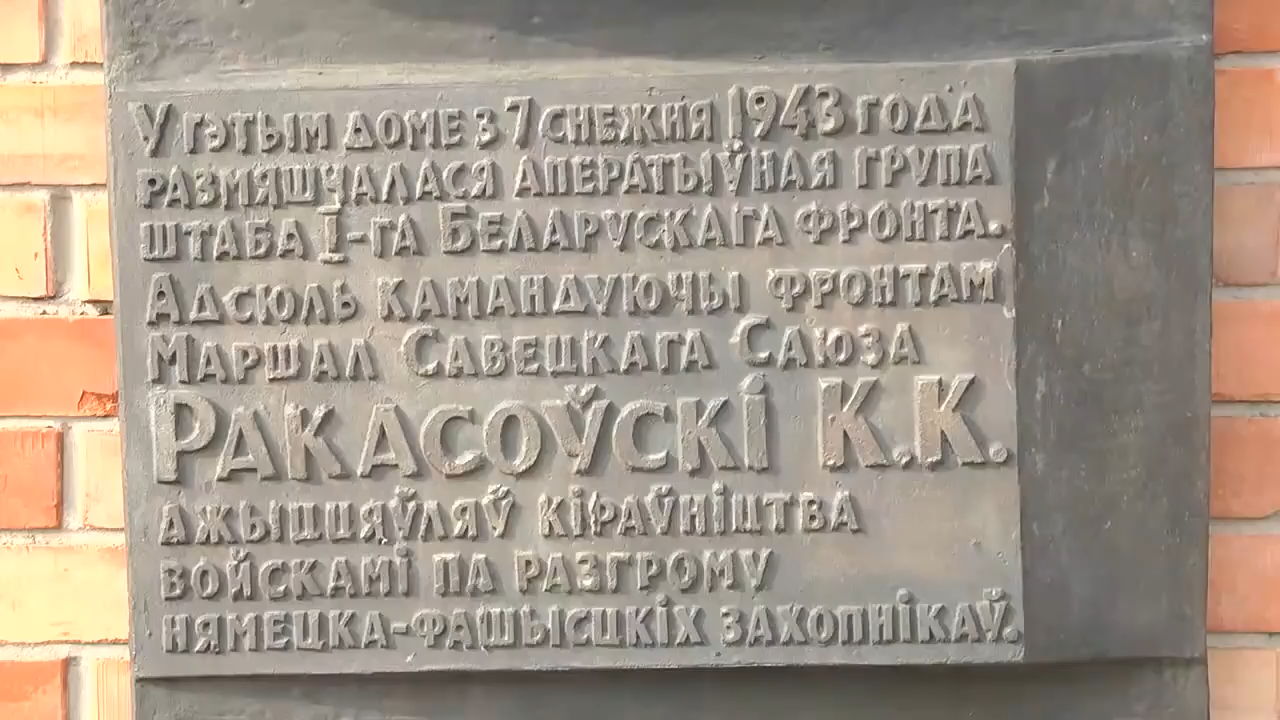 У гэтым доме з 7 снежня 1943 года
размяшчалася аператыўная група
штаба I-га Беларускага фронта.
Адсюль камандуючы фронтам
Маршал Савецкага Саюза
Ракасоўскі К.К.
ажыццяўляў кіраўніцтва
войскамі па разгрому
нямецка-фашысцкіх захопнікаў.